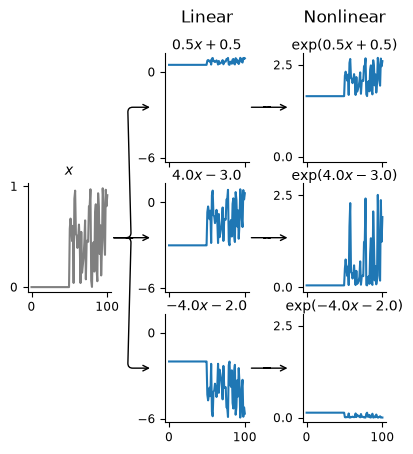 Linear Nonlinear
0.5x + 0.5 exp(0.5x + 0.5)
0 2.5
−6 0.0
x 4.0x − 3.0 exp(4.0x − 3.0)
1 0 2.5
0 −6 0.0
0 100
−4.0x − 2.0 exp(−4.0x − 2.0)
0 2.5
−6 0.0
0 100 0 100